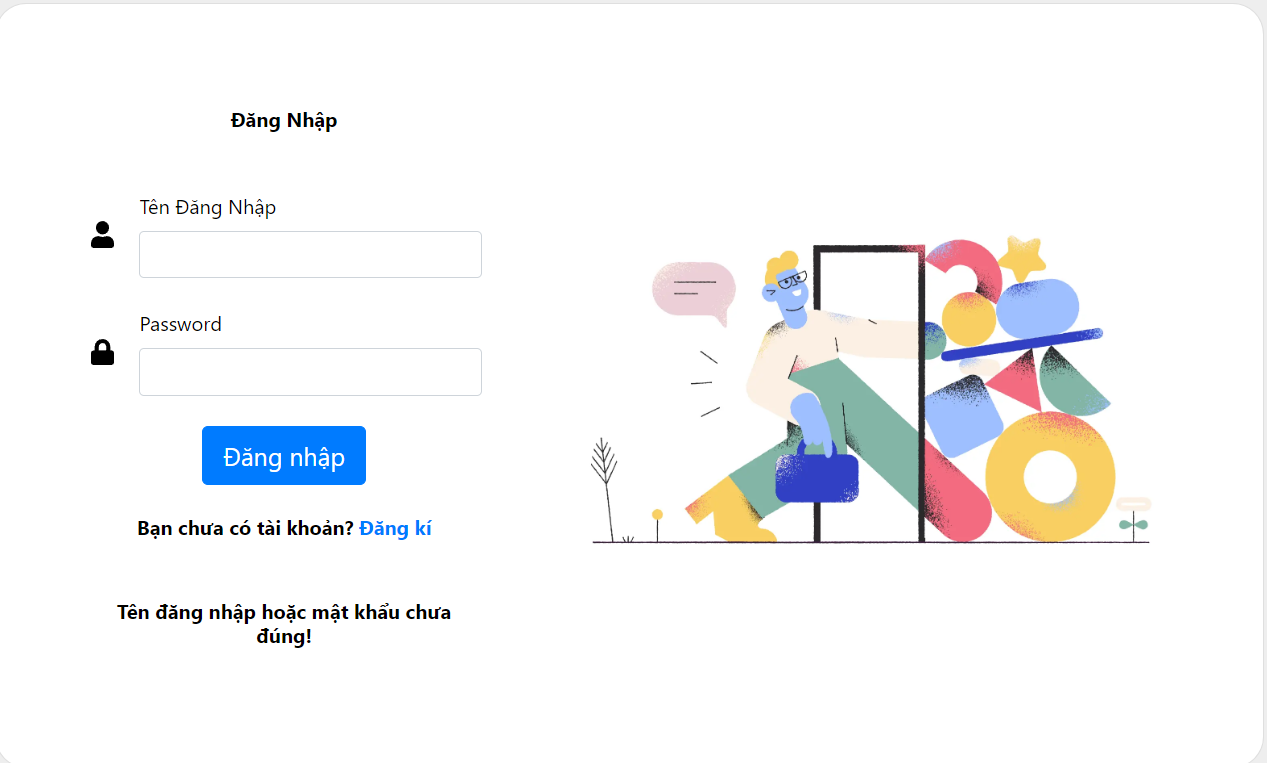 Đăng Nhập
Tên Đăng Nhập
Password
Đăng nhập
Bạn chưa có tài khoản? Đăng kí
Tên đăng nhập hoặc mật khẩu chưa
đúng!